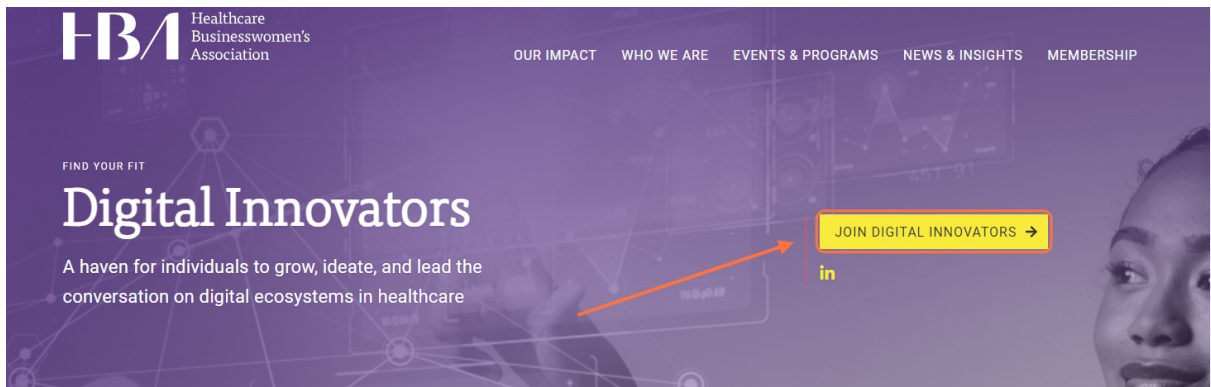 HBA
Healthcare
Businesswomen's
Association
OUR IMPACT WHO WE ARE EVENTS & PROGRAMS NEWS & INSIGHTS MEMBERSHIP
451 91
FIND YOUR FIT
Digital Innovators
JOIN DIGITAL INNOVATORS →
A haven for individuals to grow, ideate, and lead the
conversation on digital ecosystems in healthcare
in